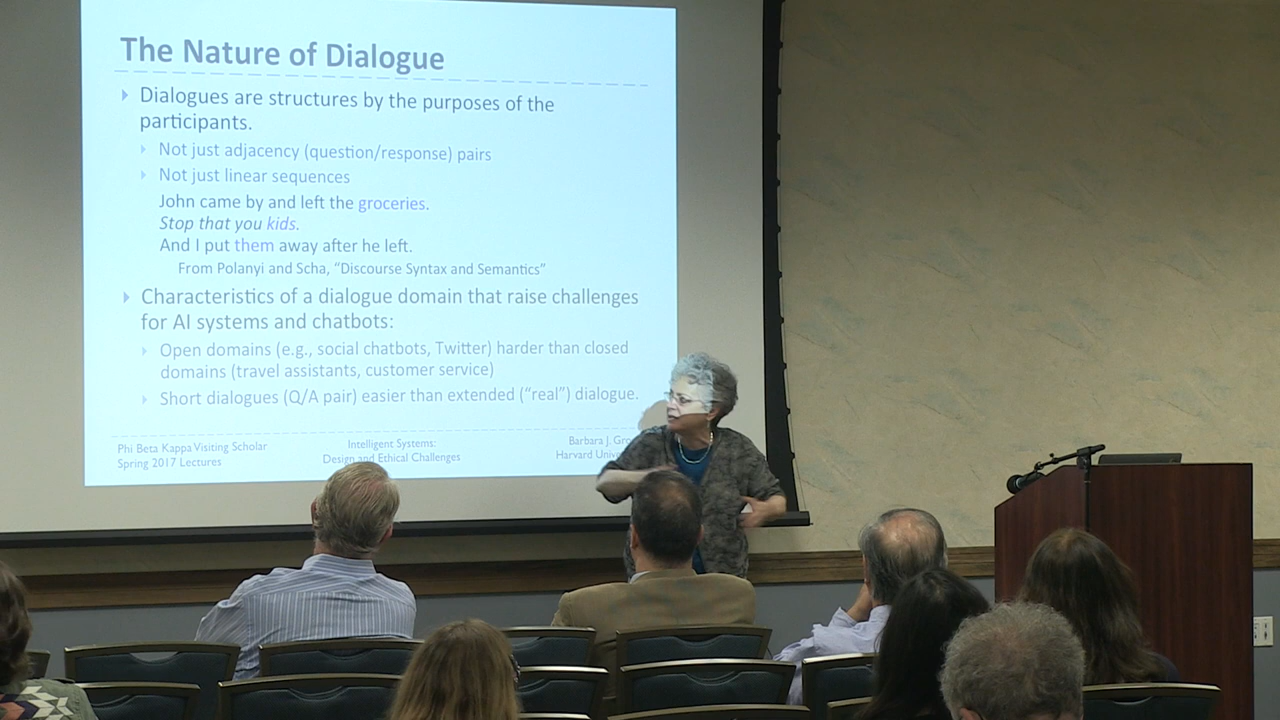 The Nature of Dialogue
Dialogues are structures by the purposes of the
participants.
Not just adjacency (question/response) pairs
Not just linear sequences
John came by and left the groceries.
Stop that you kids.
And I put them away after he left.
From Polanyi and Scha, “Discourse Syntax and Semantics”
Characteristics of a dialogue domain that raise challenges
for AI systems and chatbots:
Open domains (e.g., social chatbots, Twitter) harder than closed
domains (travel assistants, customer service)
Short dialogues (Q/A pair) easier than extended (“real”) dialogue.
Phi Beta Kappa Visiting Scholar
Spring 2017 Lectures
Intelligent Systems:
Design and Ethical Challenges
Barbara J.
Harvard